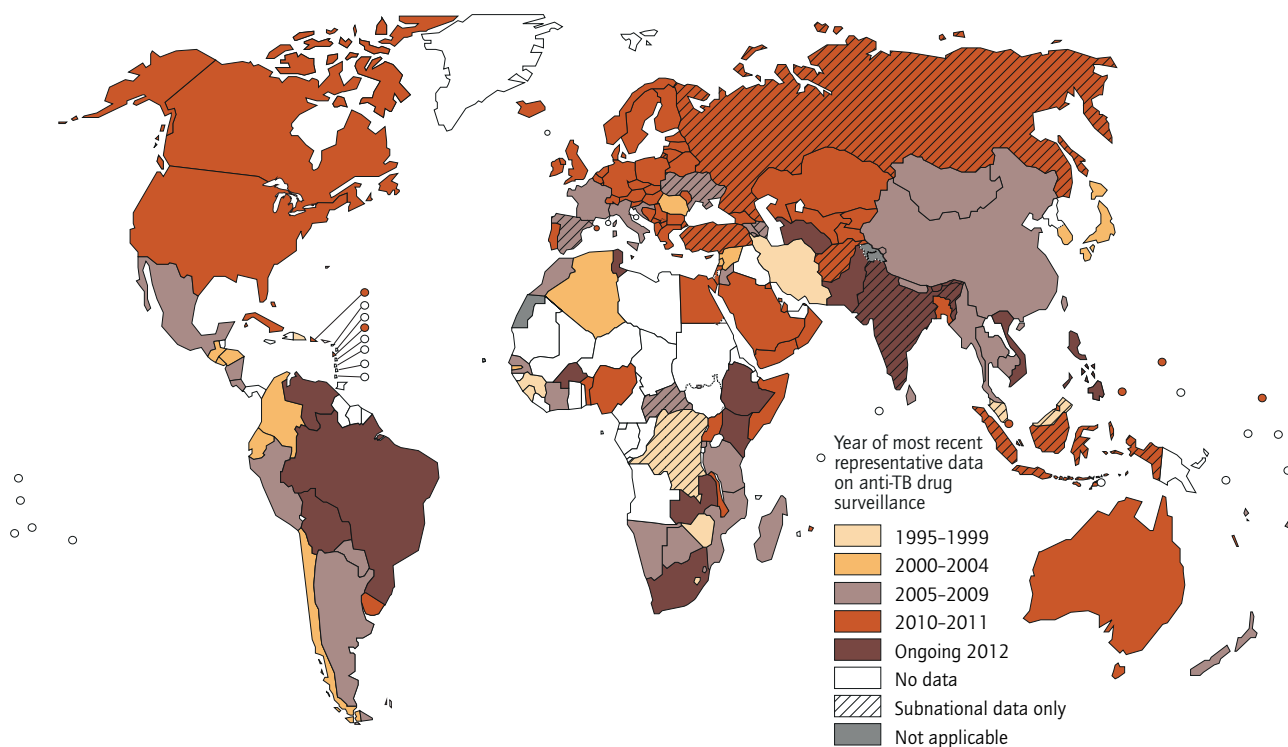 Year of most recent
representative data
on anti-TB drug
surveillance
1995–1999
2000–2004
2005–2009
2010–2011
Ongoing 2012
No data
Subnational data only
Not applicable